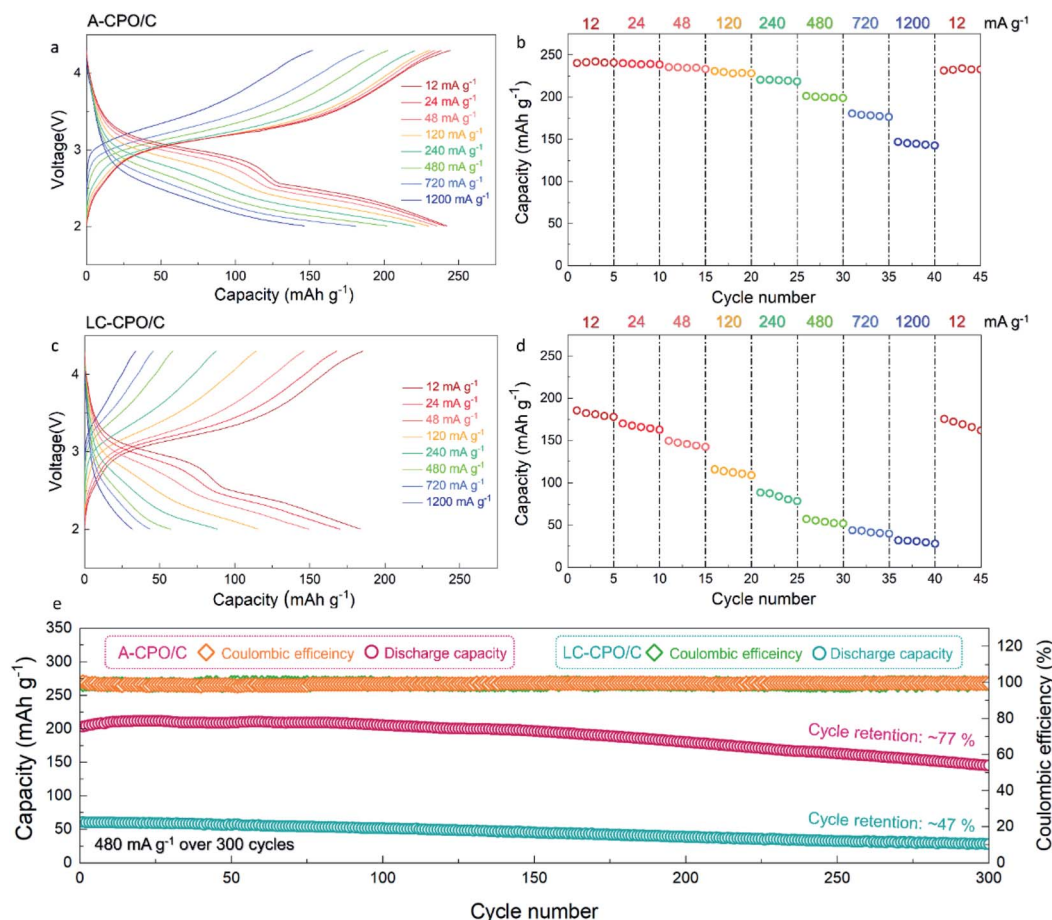 A-CPO/C
a
4
3
2
Voltage(V)
12 mA g⁻¹
24 mA g⁻¹
48 mA g⁻¹
120 mA g⁻¹
240 mA g⁻¹
480 mA g⁻¹
720 mA g⁻¹
1200 mA g⁻¹
0 50 100 150 200 250
Capacity (mAh g⁻¹)
12 24 48 120 240 480 720 1200 12 mA g⁻¹
b
250
200
150
100
50
0
Capacity (mAh g⁻¹)
0 5 10 15 20 25 30 35 40 45
Cycle number
LC-CPO/C
c
4
3
2
Voltage(V)
12 mA g⁻¹
24 mA g⁻¹
48 mA g⁻¹
120 mA g⁻¹
240 mA g⁻¹
480 mA g⁻¹
720 mA g⁻¹
1200 mA g⁻¹
0 50 100 150 200 250
Capacity (mAh g⁻¹)
12 24 48 120 240 480 720 1200 12 mA g⁻¹
d
250
200
150
100
50
0
Capacity (mAh g⁻¹)
0 5 10 15 20 25 30 35 40 45
Cycle number
e
350
300
250
200
150
100
50
0
Capacity (mAh g⁻¹)
A-CPO/C Coulombic efficeincy Discharge capacity
LC-CPO/C Coulombic efficeincy Discharge capacity
Cycle retention: ~77 %
Cycle retention: ~47 %
480 mA g⁻¹ over 300 cycles
120
100
80
60
40
20
0
Coulombic efficiency (%)
0 50 100 150 200 250 300
Cycle number